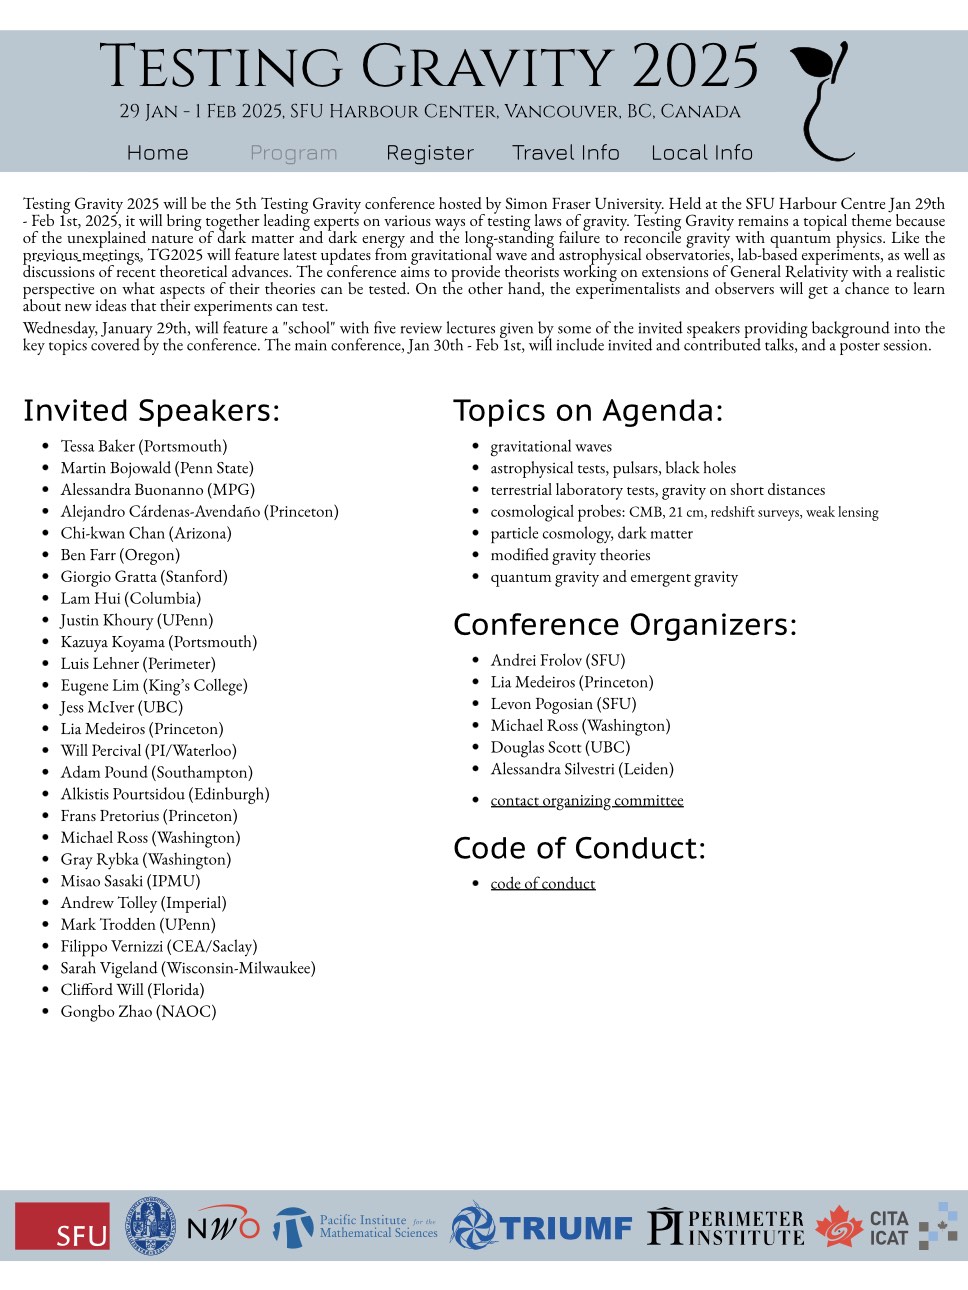 Testing Gravity 2025
29 Jan - 1 Feb 2025, SFU Harbour Center, Vancouver, BC, Canada
Home Program Register Travel Info Local Info
Testing Gravity 2025 will be the 5th Testing Gravity conference hosted by Simon Fraser University. Held at the SFU Harbour Centre Jan 29th
- Feb 1st, 2025, it will bring together leading experts on various ways of testing laws of gravity. Testing Gravity remains a topical theme because
of the unexplained nature of dark matter and dark energy and the long-standing failure to reconcile gravity with quantum physics. Like the
previous meetings, TG2025 will feature latest updates from gravitational wave and astrophysical observatories, lab-based experiments, as well as
discussions of recent theoretical advances. The conference aims to provide theorists working on extensions of General Relativity with a realistic
perspective on what aspects of their theories can be tested. On the other hand, the experimentalists and observers will get a chance to learn
about new ideas that their experiments can test.
Wednesday, January 29th, will feature a "school" with five review lectures given by some of the invited speakers providing background into the
key topics covered by the conference. The main conference, Jan 30th - Feb 1st, will include invited and contributed talks, and a poster session.
Invited Speakers:
• Tessa Baker (Portsmouth)
• Martin Bojowald (Penn State)
• Alessandra Buonanno (MPG)
• Alejandro Cárdenas-Avendaño (Princeton)
• Chi-kwan Chan (Arizona)
• Ben Farr (Oregon)
• Giorgio Gratta (Stanford)
• Lam Hui (Columbia)
• Justin Khoury (UPenn)
• Kazuya Koyama (Portsmouth)
• Luis Lehner (Perimeter)
• Eugene Lim (King's College)
• Jess McIver (UBC)
• Lia Medeiros (Princeton)
• Will Percival (PI/Waterloo)
• Adam Pound (Southampton)
• Alkistis Pourtsidou (Edinburgh)
• Frans Pretorius (Princeton)
• Michael Ross (Washington)
• Gray Rybka (Washington)
• Misao Sasaki (IPMU)
• Andrew Tolley (Imperial)
• Mark Trodden (UPenn)
• Filippo Vernizzi (CEA/Saclay)
• Sarah Vigeland (Wisconsin-Milwaukee)
• Clifford Will (Florida)
• Gongbo Zhao (NAOC)
Topics on Agenda:
• gravitational waves
• astrophysical tests, pulsars, black holes
• terrestrial laboratory tests, gravity on short distances
• cosmological probes: CMB, 21 cm, redshift surveys, weak lensing
• particle cosmology, dark matter
• modified gravity theories
• quantum gravity and emergent gravity
Conference Organizers:
• Andrei Frolov (SFU)
• Lia Medeiros (Princeton)
• Levon Pogosian (SFU)
• Michael Ross (Washington)
• Douglas Scott (UBC)
• Alessandra Silvestri (Leiden)
• contact organizing committee
Code of Conduct:
• code of conduct
SFU
NWO
Pacific Institute for the
Mathematical Sciences
TRIUMF
PI PERIMETER
INSTITUTE
CITA
ICAT